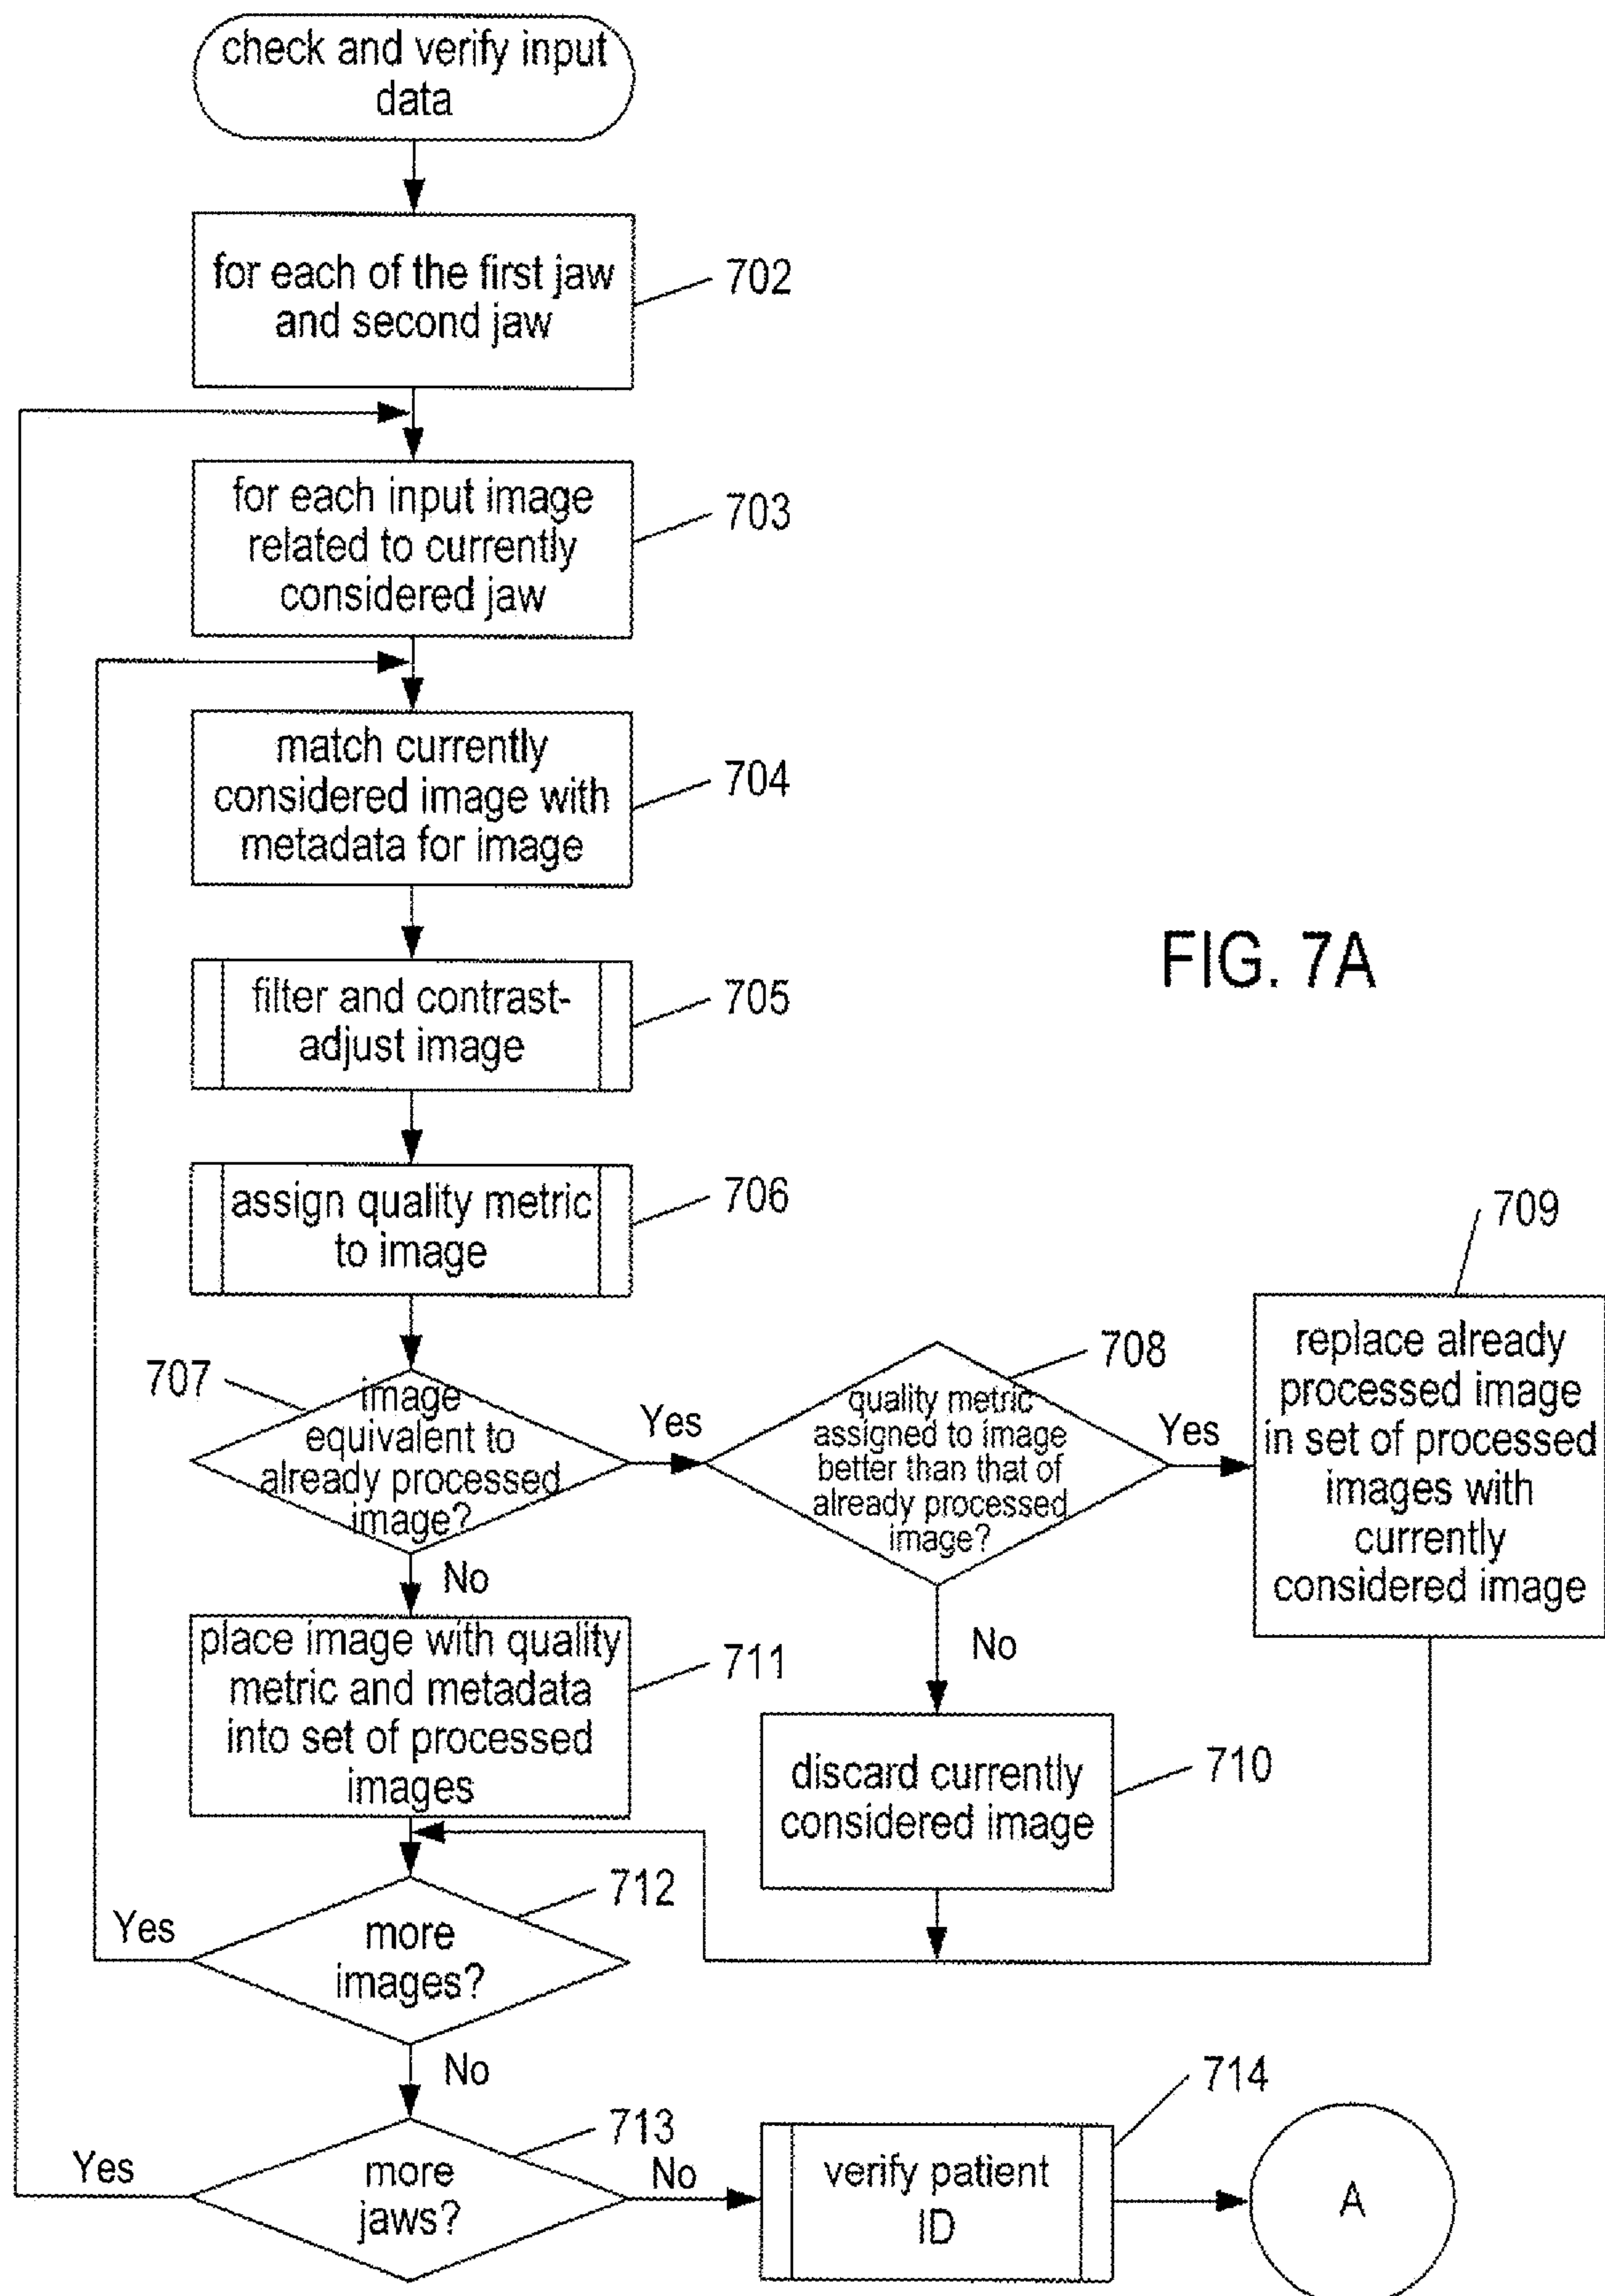 check and verify input
data
for each of the first jaw
and second jaw
702
for each input image
related to currently
considered jaw
703
match currently
considered image with
metadata for image
704
FIG. 7A
filter and contrast-
adjust image
705
assign quality metric
to image
706
707
image
equivalent to
already processed
image?
Yes
No
708
quality metric
assigned to image
better than that of
already processed
image?
Yes
No
709
replace already
processed image
in set of processed
images with
currently
considered image
place image with quality
metric and metadata
into set of processed
images
711
discard currently
considered image
710
712
more
images?
Yes
No
713
more
jaws?
Yes
No
714
verify patient
ID
A